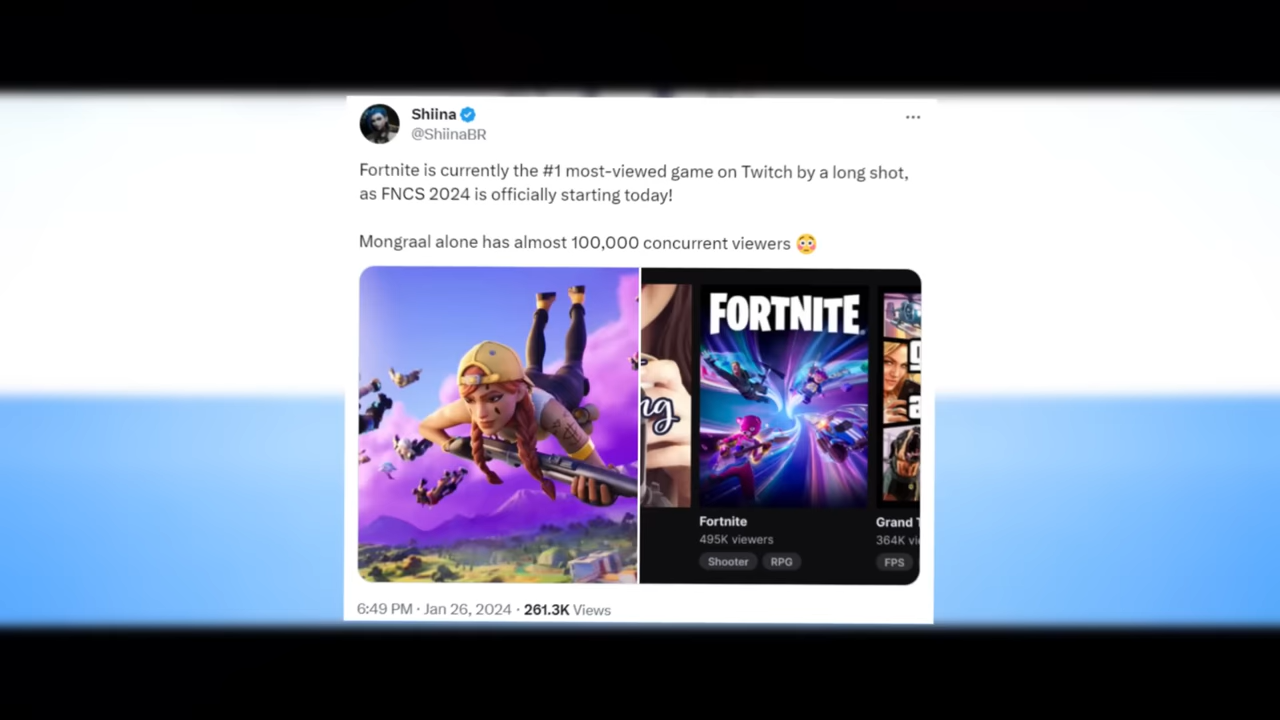 Shiina
@ShiinaBR
Fortnite is currently the #1 most-viewed game on Twitch by a long shot,
as FNCS 2024 is officially starting today!
Mongraal alone has almost 100,000 concurrent viewers 😳
FORTNITE
Fortnite
495K viewers
Shooter RPG
Grand
364K
FPS
6:49 PM · Jan 26, 2024 · 261.3K Views